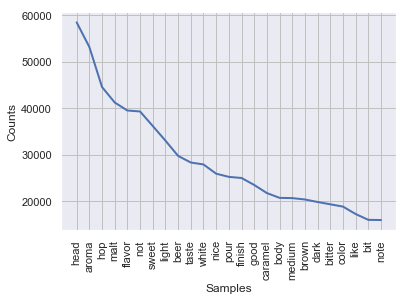 60000
50000
40000
30000
20000
Counts
head
aroma
hop
malt
flavor
not
sweet
light
beer
taste
white
nice
pour
finish
good
caramel
body
medium
brown
dark
bitter
color
like
bit
note
Samples